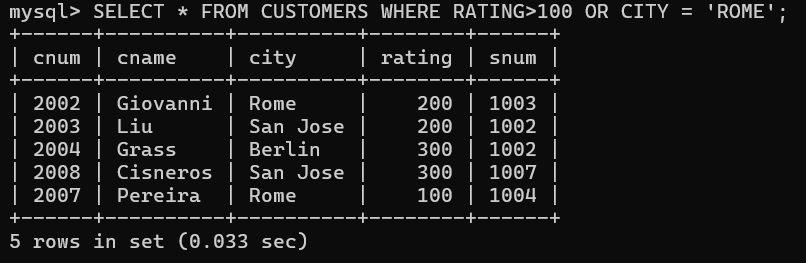 mysql> SELECT * FROM CUSTOMERS WHERE RATING>100 OR CITY = 'ROME';
+------+----------+----------+--------+------+
| cnum | cname    | city     | rating | snum |
+------+----------+----------+--------+------+
| 2002 | Giovanni | Rome     |    200 | 1003 |
| 2003 | Liu      | San Jose |    200 | 1002 |
| 2004 | Grass    | Berlin   |    300 | 1002 |
| 2008 | Cisneros | San Jose |    300 | 1007 |
| 2007 | Pereira  | Rome     |    100 | 1004 |
+------+----------+----------+--------+------+
5 rows in set (0.033 sec)